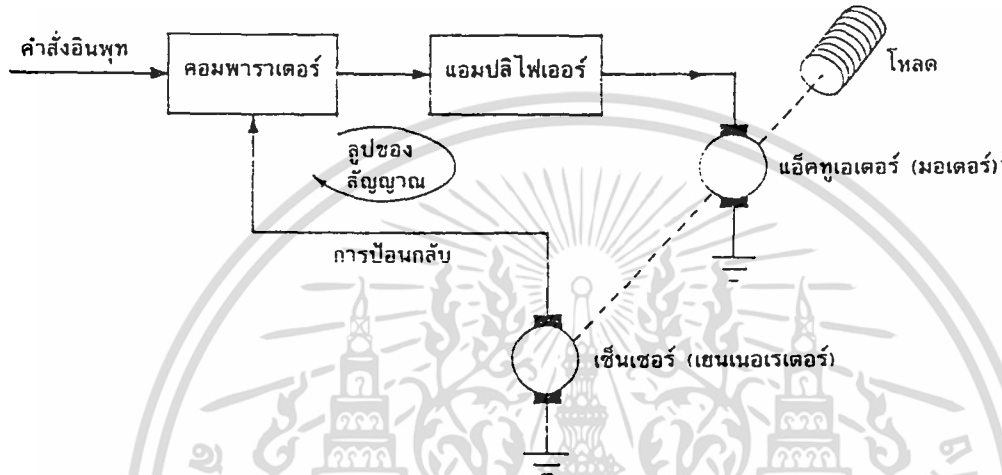 คำสั่งอินพุท
คอมพาราเตอร์
แอมปลิไฟเออร์
โหลด
ลูปของ
สัญญาณ
แอ็คทูเอเตอร์ (มอเตอร์)
การป้อนกลับ
เซ็นเซอร์ (เยนเนอเรเตอร์)